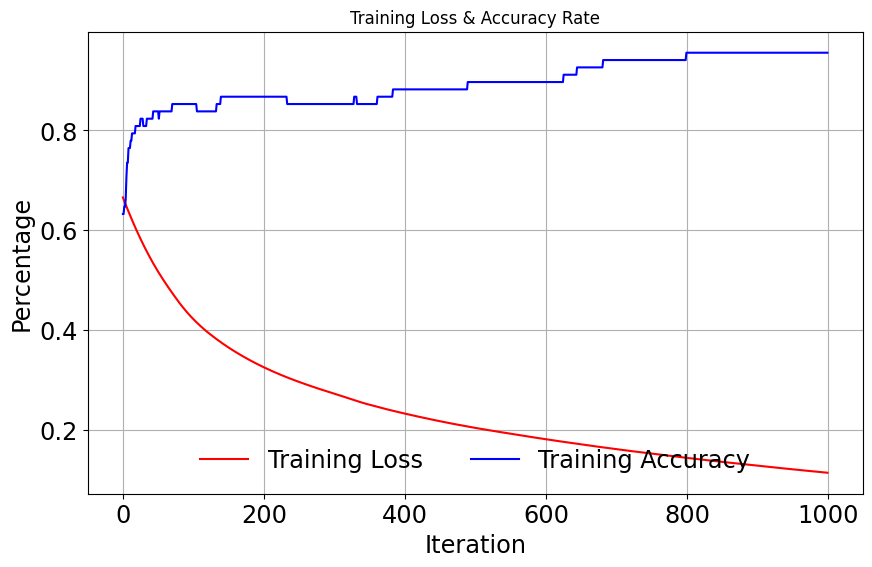 Training Loss & Accuracy Rate
Percentage
0.8
0.6
0.4
0.2
Training Loss Training Accuracy
0 200 400 600 800 1000
Iteration